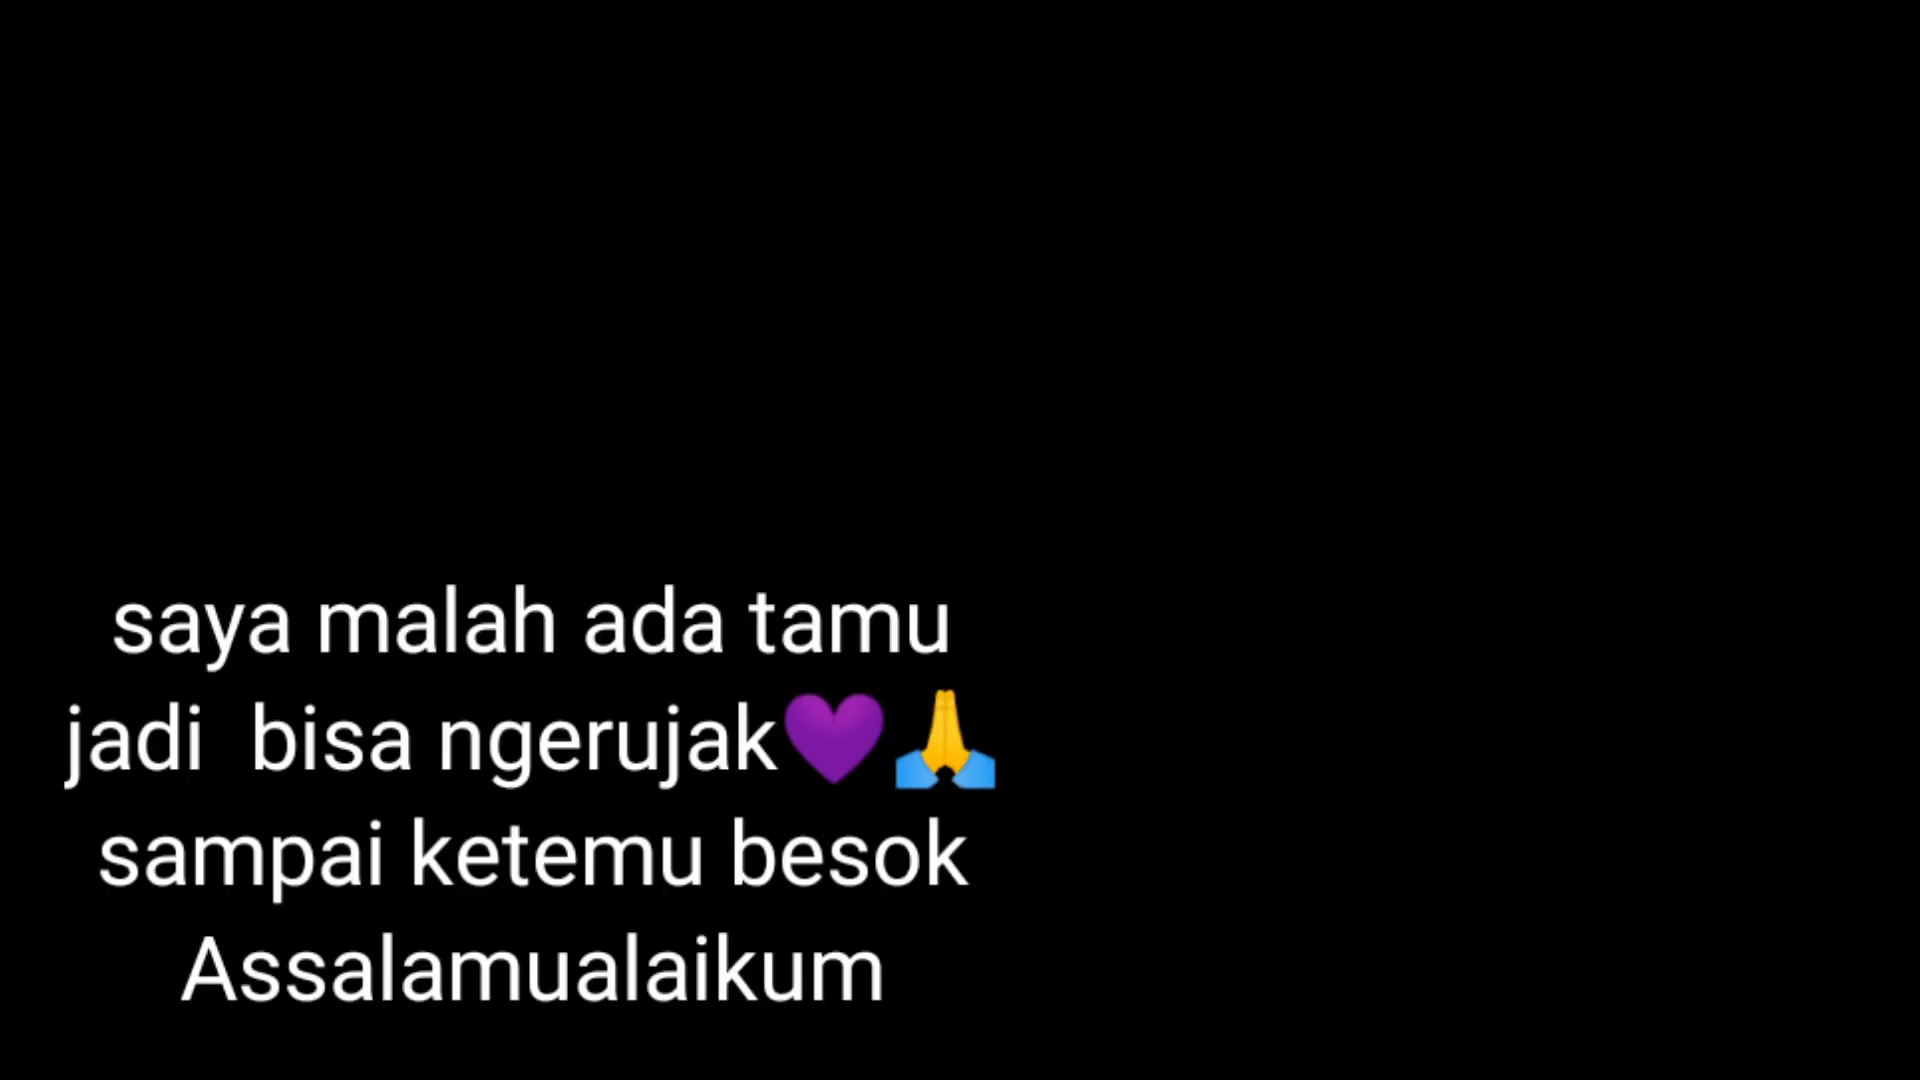 saya malah ada tamu
jadi  bisa ngerujak💜🙏
sampai ketemu besok
Assalamualaikum